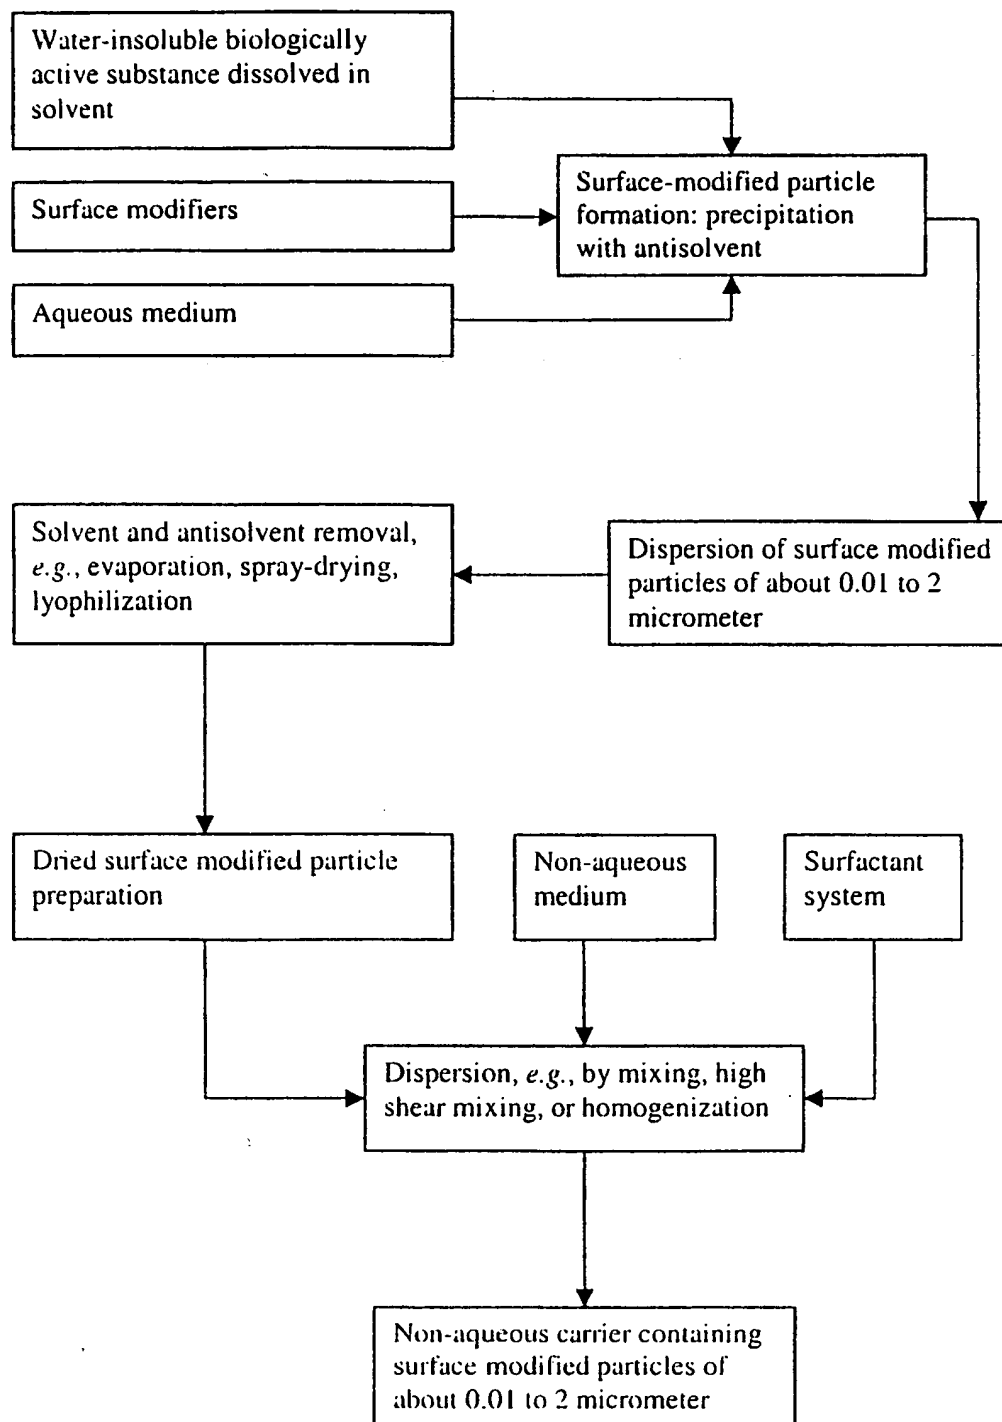 Water-insoluble biologically
active substance dissolved in
solvent
Surface modifiers
Aqueous medium
Surface-modified particle
formation: precipitation
with antisolvent
Dispersion of surface modified
particles of about 0.01 to 2
micrometer
Solvent and antisolvent removal,
e.g., evaporation, spray-drying,
lyophilization
Dried surface modified particle
preparation
Non-aqueous
medium
Surfactant
system
Dispersion, e.g., by mixing, high
shear mixing, or homogenization
Non-aqueous carrier containing
surface modified particles of
about 0.01 to 2 micrometer